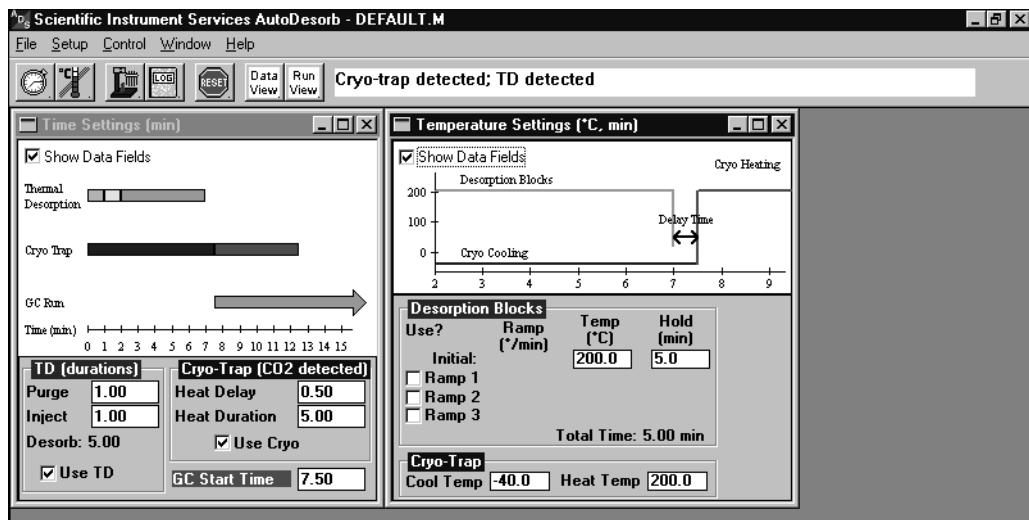 ADS Scientific Instrument Services AutoDesorb - DEFAULT.M
File Setup Control Window Help
°C LOG RESET Data View Run View Cryo-trap detected; TD detected
Time Settings (min)
Show Data Fields
Thermal Desorption
Cryo Trap
GC Run
Time (min)
0 1 2 3 4 5 6 7 8 9 10 11 12 13 14 15
TD (durations)
Purge 1.00
Inject 1.00
Desorb: 5.00
Use TD
Cryo-Trap (CO2 detected)
Heat Delay 0.50
Heat Duration 5.00
Use Cryo
GC Start Time 7.50
Temperature Settings (°C, min)
Show Data Fields
Cryo Heating
Desorption Blocks
200
100
Delay Time
0
Cryo Cooling
2 3 4 5 6 7 8 9
Desorption Blocks
Use? Ramp (°/min) Temp (°C) Hold (min)
Initial: 200.0 5.0
Ramp 1
Ramp 2
Ramp 3
Total Time: 5.00 min
Cryo-Trap
Cool Temp -40.0 Heat Temp 200.0